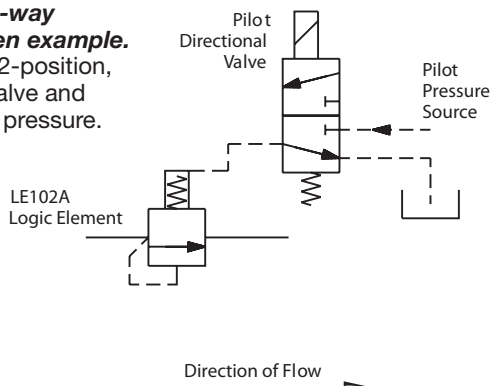 -way
en example.
2-position,
alve and
pressure.
Pilot
Directional
Valve
Pilot
Pressure
Source
LE102A
Logic Element
Direction of Flow